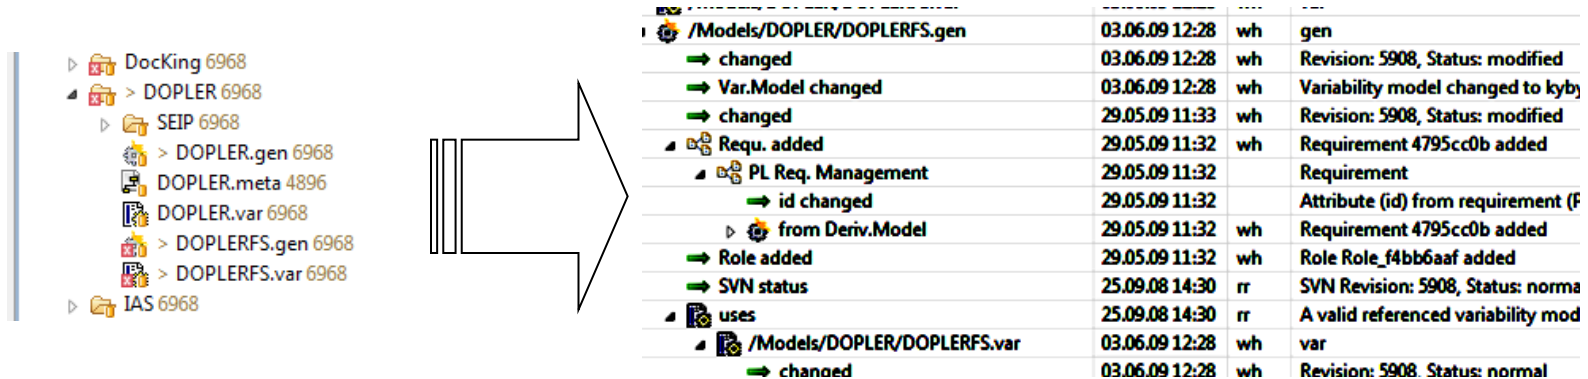 DocKing 6968
> DOPLER 6968
SEIP 6968
> DOPLER.gen 6968
DOPLER.meta 4896
DOPLER.var 6968
> DOPLERFS.gen 6968
> DOPLERFS.var 6968
IAS 6968
/Models/DOPLER/DOPLERFS.gen 03.06.09 12:28 wh gen
changed 03.06.09 12:28 wh Revision: 5908, Status: modified
Var.Model changed 03.06.09 12:28 wh Variability model changed to kyby
changed 29.05.09 11:33 wh Revision: 5908, Status: modified
Requ. added 29.05.09 11:32 wh Requirement 4795cc0b added
PL Req. Management 29.05.09 11:32 Requirement
id changed 29.05.09 11:32 Attribute (id) from requirement (P
from Deriv.Model 29.05.09 11:32 wh Requirement 4795cc0b added
Role added 29.05.09 11:32 wh Role Role_f4bb6aaf added
SVN status 25.09.08 14:30 rr SVN Revision: 5908, Status: norma
uses 25.09.08 14:30 rr A valid referenced variability mod
/Models/DOPLER/DOPLERFS.var 03.06.09 12:28 wh var
changed 03.06.09 12:28 wh Revision: 5908, Status: normal